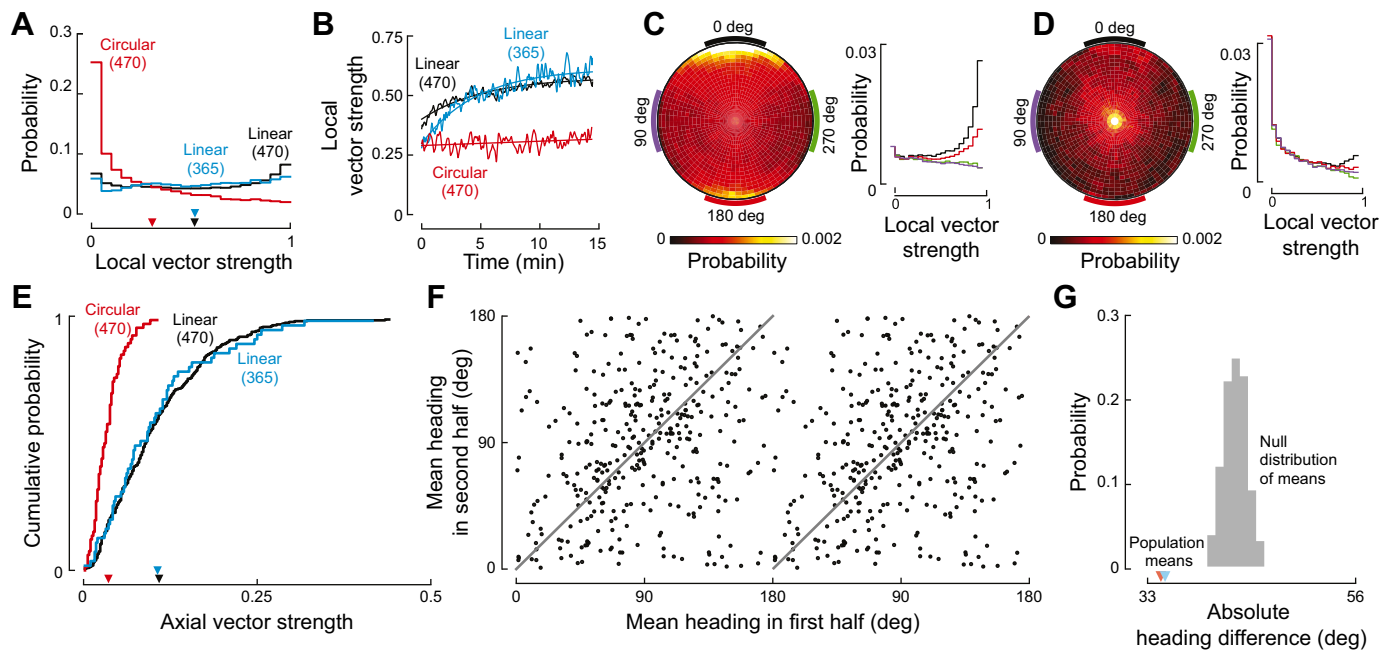 A
0.3
0.2
0.1
0
Probability
Circular
(470)
Linear
(365)
Linear
(470)
0
1
Local vector strength
B
0.75
0.50
0.25
0
Local
vector strength
Linear
(470)
Linear
(365)
Circular
(470)
0
5
10
15
Time (min)
C
0 deg
90 deg
270 deg
180 deg
0
0.002
Probability
0.03
0
Probability
0
1
Local vector
strength
D
0 deg
90 deg
270 deg
180 deg
0
0.002
Probability
0.03
0
Probability
0
1
Local vector
strength
E
1
0
Cumulative probability
Circular
(470)
Linear
(470)
Linear
(365)
0
0.25
0.5
Axial vector strength
F
180
90
0
Mean heading
in second half (deg)
0
90
180
90
180
Mean heading in first half (deg)
G
0.3
0.2
0.1
0
Probability
Null
distribution
of means
Population
means
33
56
Absolute
heading difference (deg)